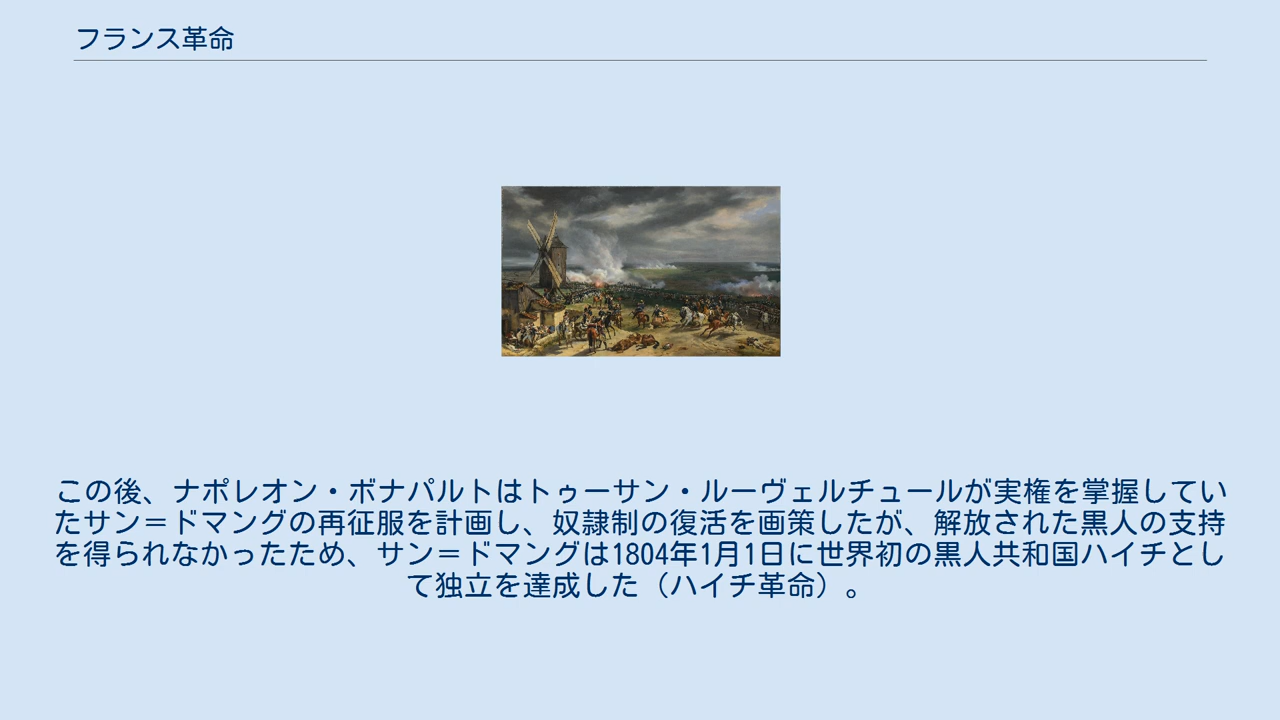 フランス革命
この後、ナポレオン・ボナパルトはトゥーサン・ルーヴェルチュールが実権を掌握してい
たサン＝ドマングの再征服を計画し、奴隷制の復活を画策したが、解放された黒人の支持
を得られなかったため、サン＝ドマングは1804年1月1日に世界初の黒人共和国ハイチとし
て独立を達成した（ハイチ革命）。